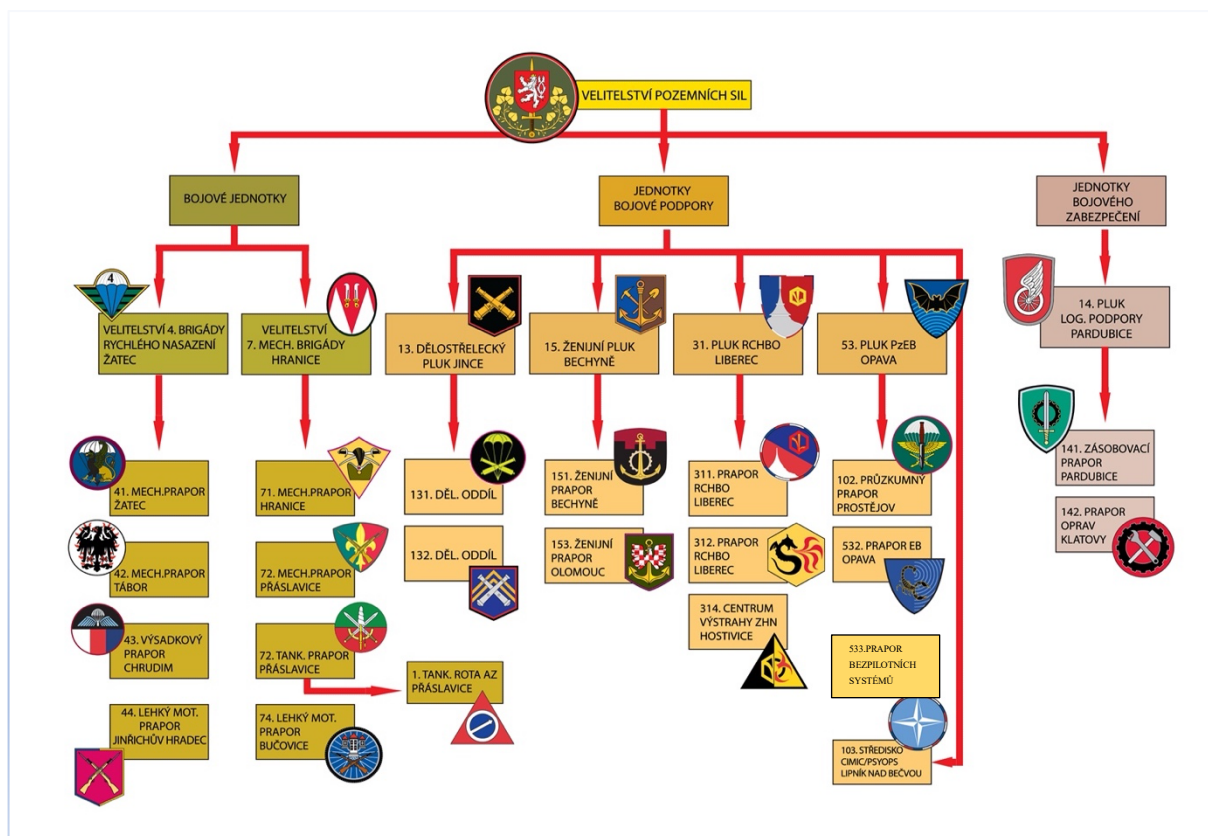 VELITELSTVÍ POZEMNÍCH SIL
BOJOVÉ JEDNOTKY
JEDNOTKY
BOJOVÉ PODPORY
JEDNOTKY
BOJOVÉHO
ZABEZPEČENÍ
4
VELITELSTVÍ 4. BRIGÁDY
RYCHLÉHO NASAZENÍ
ŽATEC
VELITELSTVÍ
7. MECH. BRIGÁDY
HRANICE
13. DĚLOSTŘELECKÝ
PLUK JINCE
15. ŽENIJNÍ PLUK
BECHYNĚ
31. PLUK RCHBO
LIBEREC
53. PLUK PzEB
OPAVA
14. PLUK
LOG. PODPORY
PARDUBICE
41. MECH.PRAPOR
ŽATEC
42. MECH.PRAPOR
TÁBOR
43. VÝSADKOVÝ
PRAPOR
CHRUDIM
44. LEHKÝ MOT.
PRAPOR
JINŘICHŮV HRADEC
71. MECH.PRAPOR
HRANICE
72. MECH.PRAPOR
PŘÁSLAVICE
72. TANK. PRAPOR
PŘÁSLAVICE
74. LEHKÝ MOT.
PRAPOR
BUČOVICE
1. TANK. ROTA AZ
PŘÁSLAVICE
131. DĚL. ODDÍL
132. DĚL. ODDÍL
151. ŽENIJNÍ
PRAPOR
BECHYNĚ
153. ŽENIJNÍ
PRAPOR
OLOMOUC
311. PRAPOR
RCHBO
LIBEREC
312. PRAPOR
RCHBO
LIBEREC
314. CENTRUM
VÝSTRAHY ZHN
HOSTIVICE
102. PRŮZKUMNÝ
PRAPOR
PROSTĚJOV
532. PRAPOR EB
OPAVA
533.PRAPOR
BEZPILOTNÍCH
SYSTÉMŮ
103. STŘEDISKO
CIMIC/PSYOPS
LIPNÍK NAD BEČVOU
141. ZÁSOBOVACÍ
PRAPOR
PARDUBICE
142. PRAPOR
OPRAV
KLATOVY